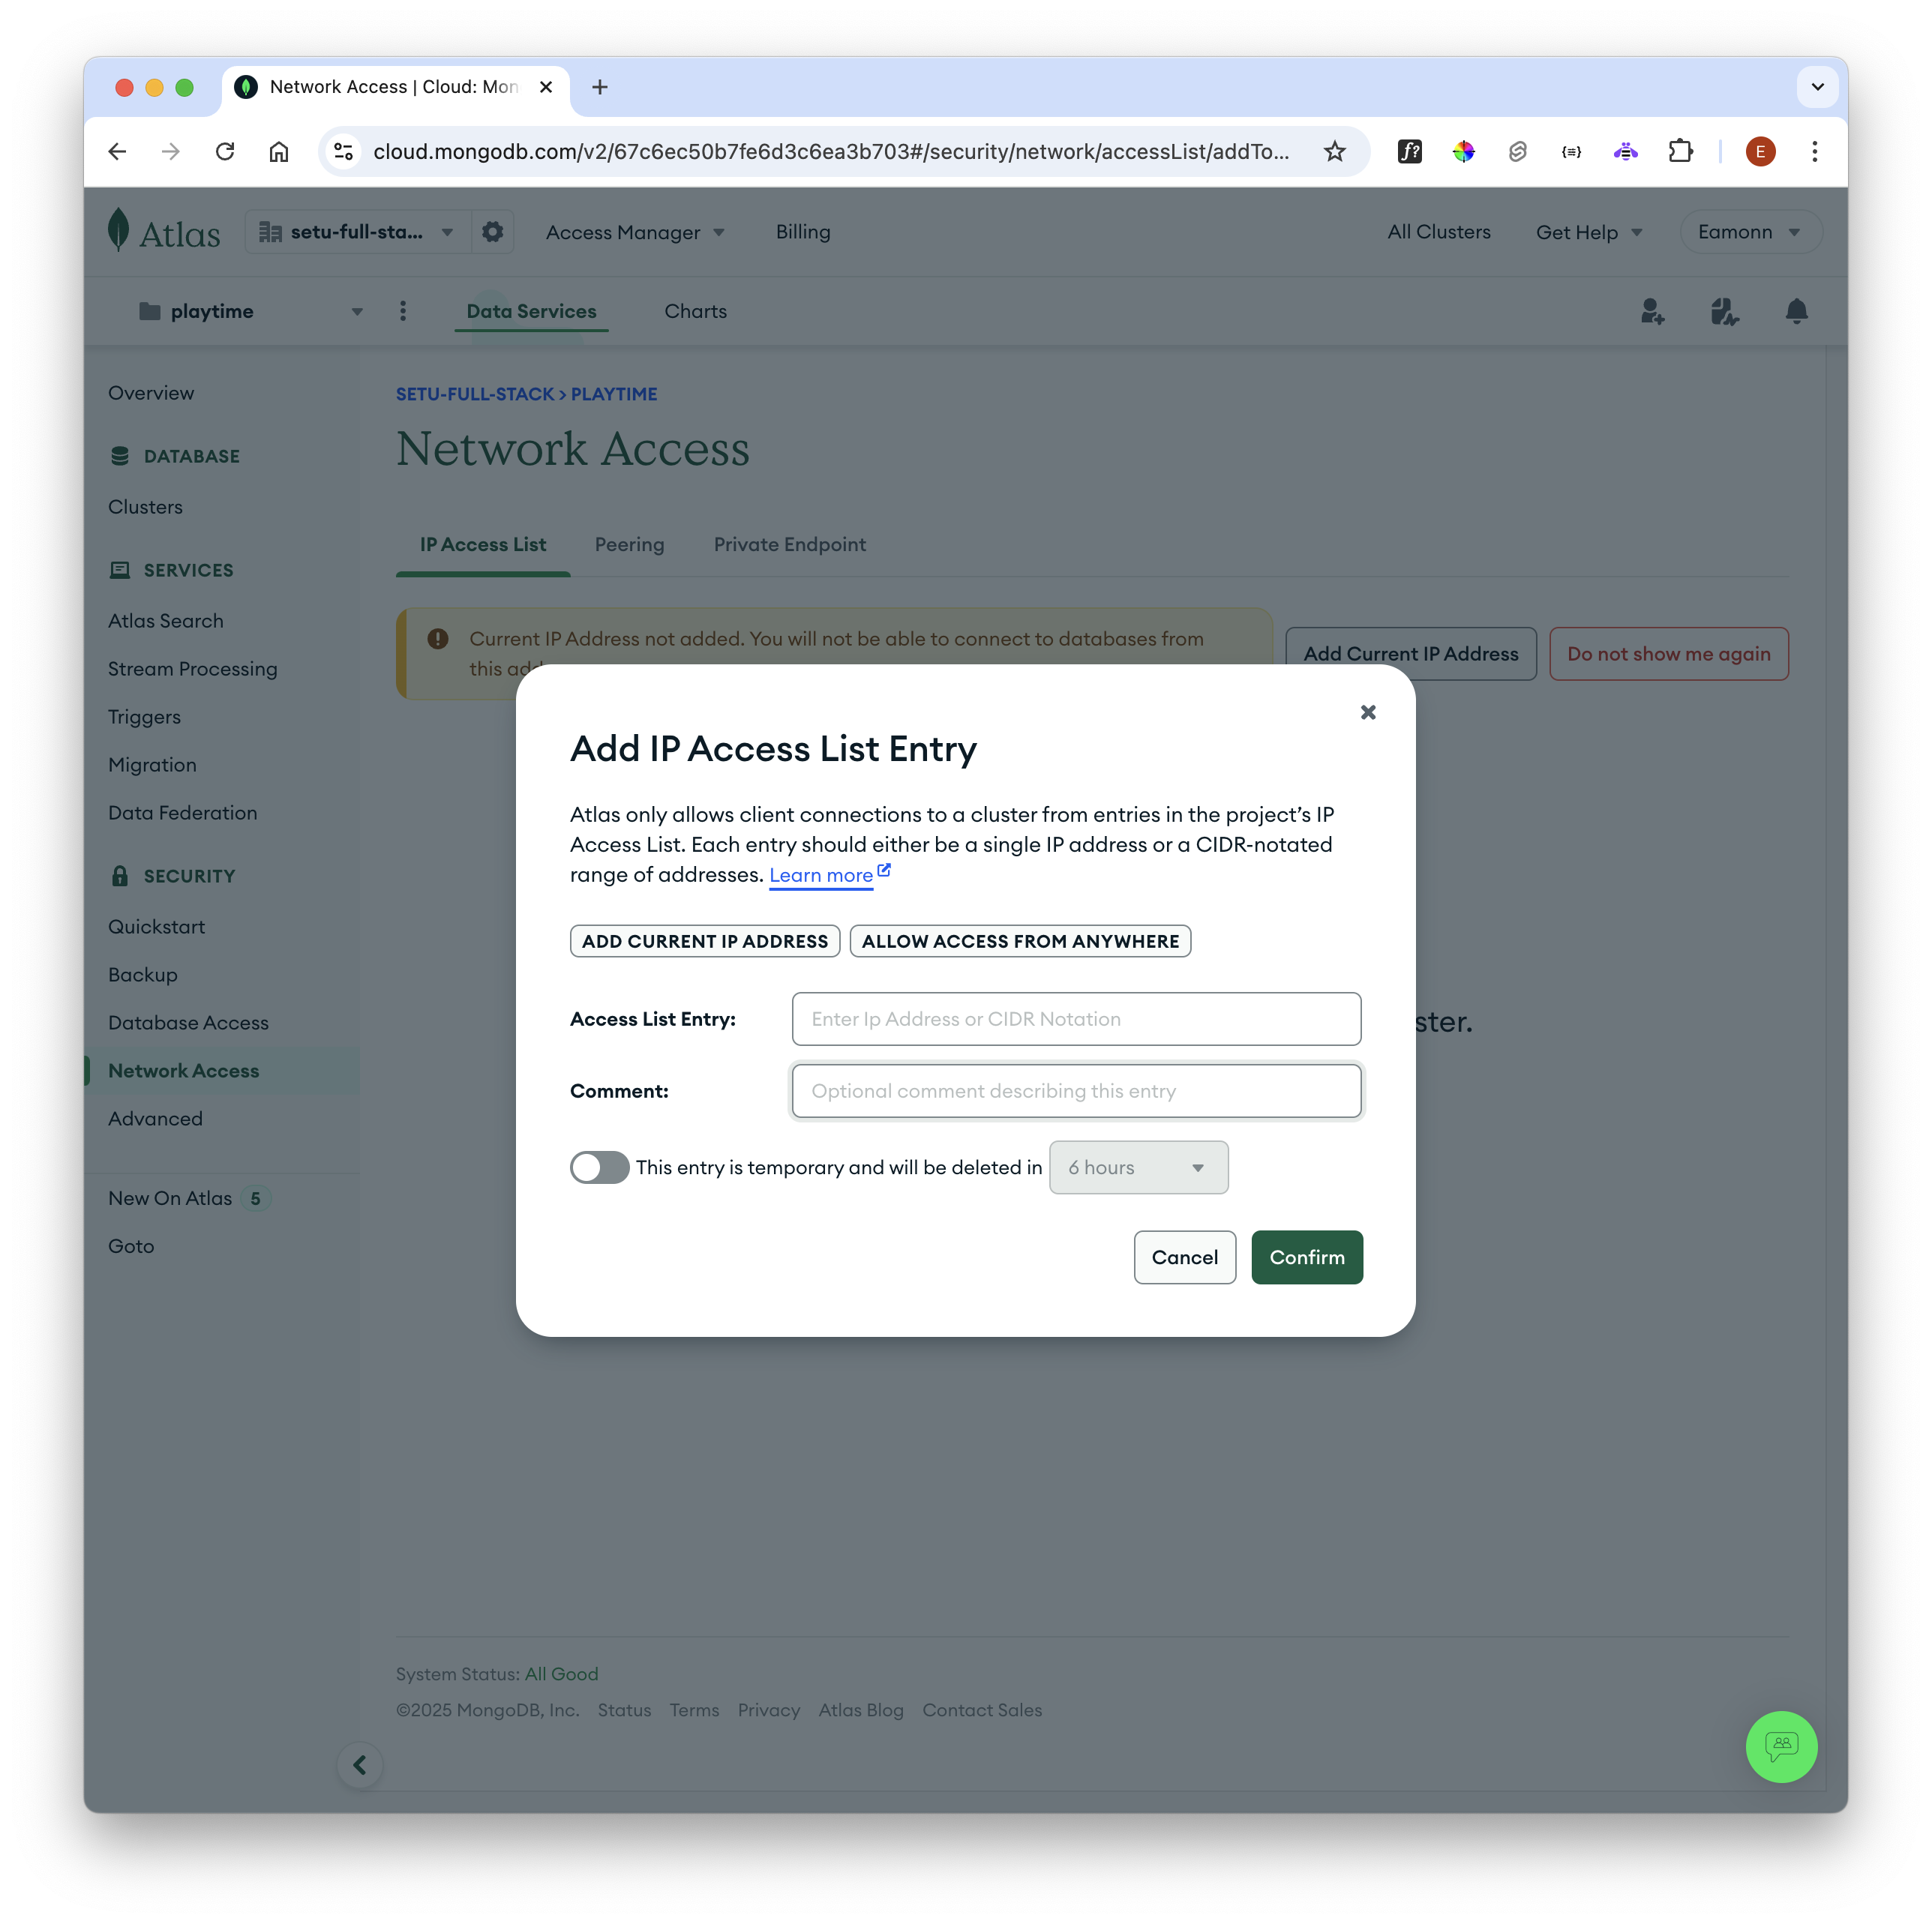 Network Access | Cloud: Mon
cloud.mongodb.com/v2/67c6ec50b7fe6d3c6ea3b703#/security/network/accessList/addTo...
f?
{≡}
E
Atlas
setu-full-sta...
Access Manager
Billing
All Clusters
Get Help
Eamonn
playtime
Data Services
Charts
Overview
DATABASE
Clusters
SERVICES
Atlas Search
Stream Processing
Triggers
Migration
Data Federation
SECURITY
Quickstart
Backup
Database Access
Network Access
Advanced
New On Atlas 5
Goto
SETU-FULL-STACK > PLAYTIME
Network Access
IP Access List
Peering
Private Endpoint
Current IP Address not added. You will not be able to connect to databases from
this add
Add Current IP Address
Do not show me again
ster.
Add IP Access List Entry
Atlas only allows client connections to a cluster from entries in the project’s IP
Access List. Each entry should either be a single IP address or a CIDR-notated
range of addresses. Learn more
ADD CURRENT IP ADDRESS
ALLOW ACCESS FROM ANYWHERE
Access List Entry:
Enter Ip Address or CIDR Notation
Comment:
Optional comment describing this entry
This entry is temporary and will be deleted in 6 hours
Cancel
Confirm
System Status: All Good
©2025 MongoDB, Inc. Status Terms Privacy Atlas Blog Contact Sales